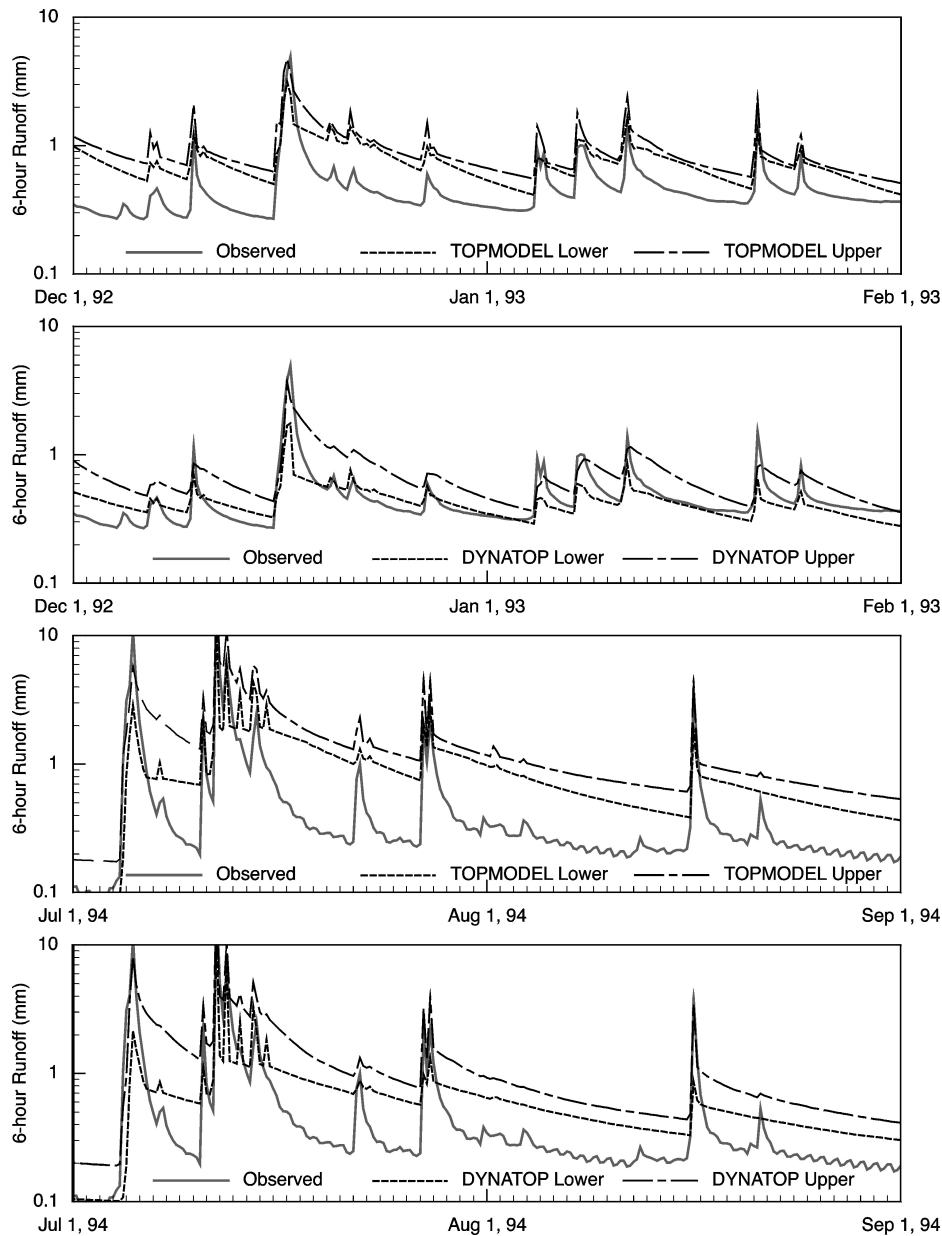 10
1
0.1
6-hour Runoff (mm)
Observed TOPMODEL Lower TOPMODEL Upper
Dec 1, 92 Jan 1, 93 Feb 1, 93
10
1
0.1
6-hour Runoff (mm)
Observed DYNATOP Lower DYNATOP Upper
Dec 1, 92 Jan 1, 93 Feb 1, 93
10
1
0.1
6-hour Runoff (mm)
Observed TOPMODEL Lower TOPMODEL Upper
Jul 1, 94 Aug 1, 94 Sep 1, 94
10
1
0.1
6-hour Runoff (mm)
Observed DYNATOP Lower DYNATOP Upper
Jul 1, 94 Aug 1, 94 Sep 1, 94